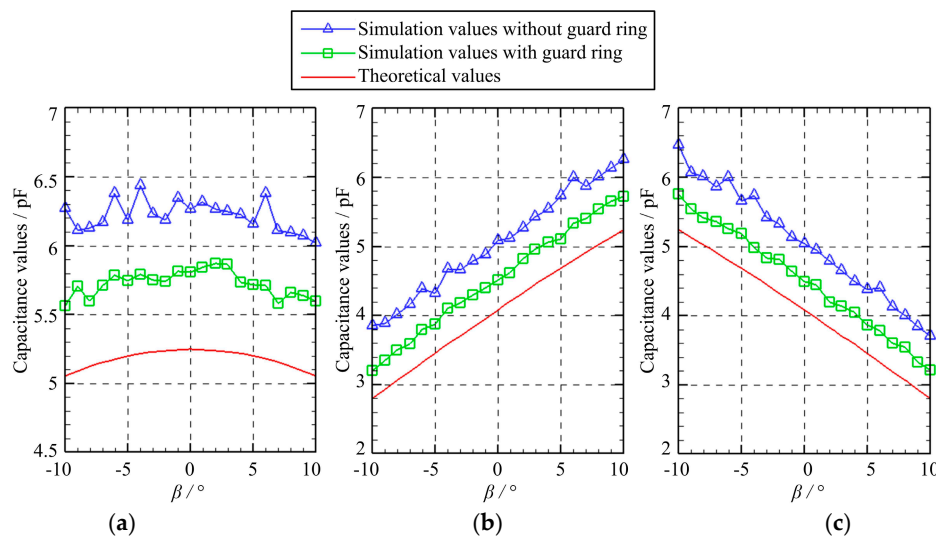 Simulation values without guard ring
Simulation values with guard ring
Theoretical values
Capacitance values / pF
7
6.5
6
5.5
5
4.5
-10
-5
0
5
10
β / °
(a)
Capacitance values / pF
7
6
5
4
3
2
-10
-5
0
5
10
β / °
(b)
Capacitance values / pF
7
6
5
4
3
2
-10
-5
0
5
10
β / °
(c)